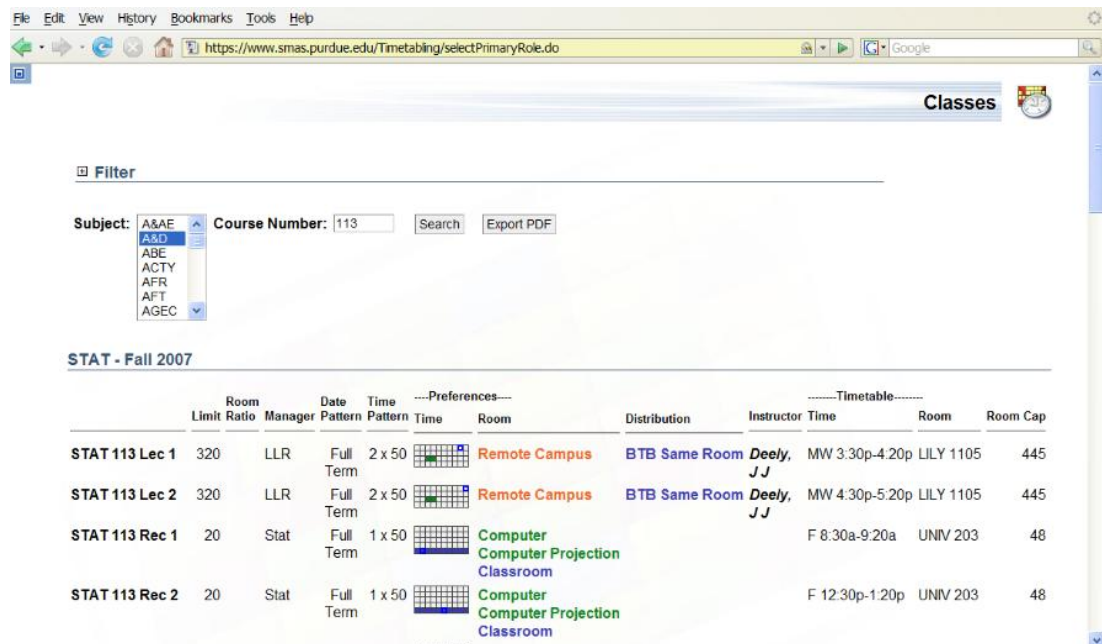 File Edit View History Bookmarks Tools Help
https://www.smas.purdue.edu/Timetabling/selectPrimaryRole.do G Google
Classes
Filter
Subject: A&AE Course Number: 113 Search Export PDF
A&D
ABE
ACTY
AFR
AFT
AGEC
STAT - Fall 2007
Room Date Time ----Preferences---- --------Timetable--------
Limit Ratio Manager Pattern Pattern Time Room Distribution Instructor Time Room Room Cap
STAT 113 Lec 1 320 LLR Full 2 x 50 Remote Campus BTB Same Room Deely, MW 3:30p-4:20p LILY 1105 445
Term J J
STAT 113 Lec 2 320 LLR Full 2 x 50 Remote Campus BTB Same Room Deely, MW 4:30p-5:20p LILY 1105 445
Term J J
STAT 113 Rec 1 20 Stat Full 1 x 50 Computer F 8:30a-9:20a UNIV 203 48
Term Computer Projection
Classroom
STAT 113 Rec 2 20 Stat Full 1 x 50 Computer F 12:30p-1:20p UNIV 203 48
Term Computer Projection
Classroom